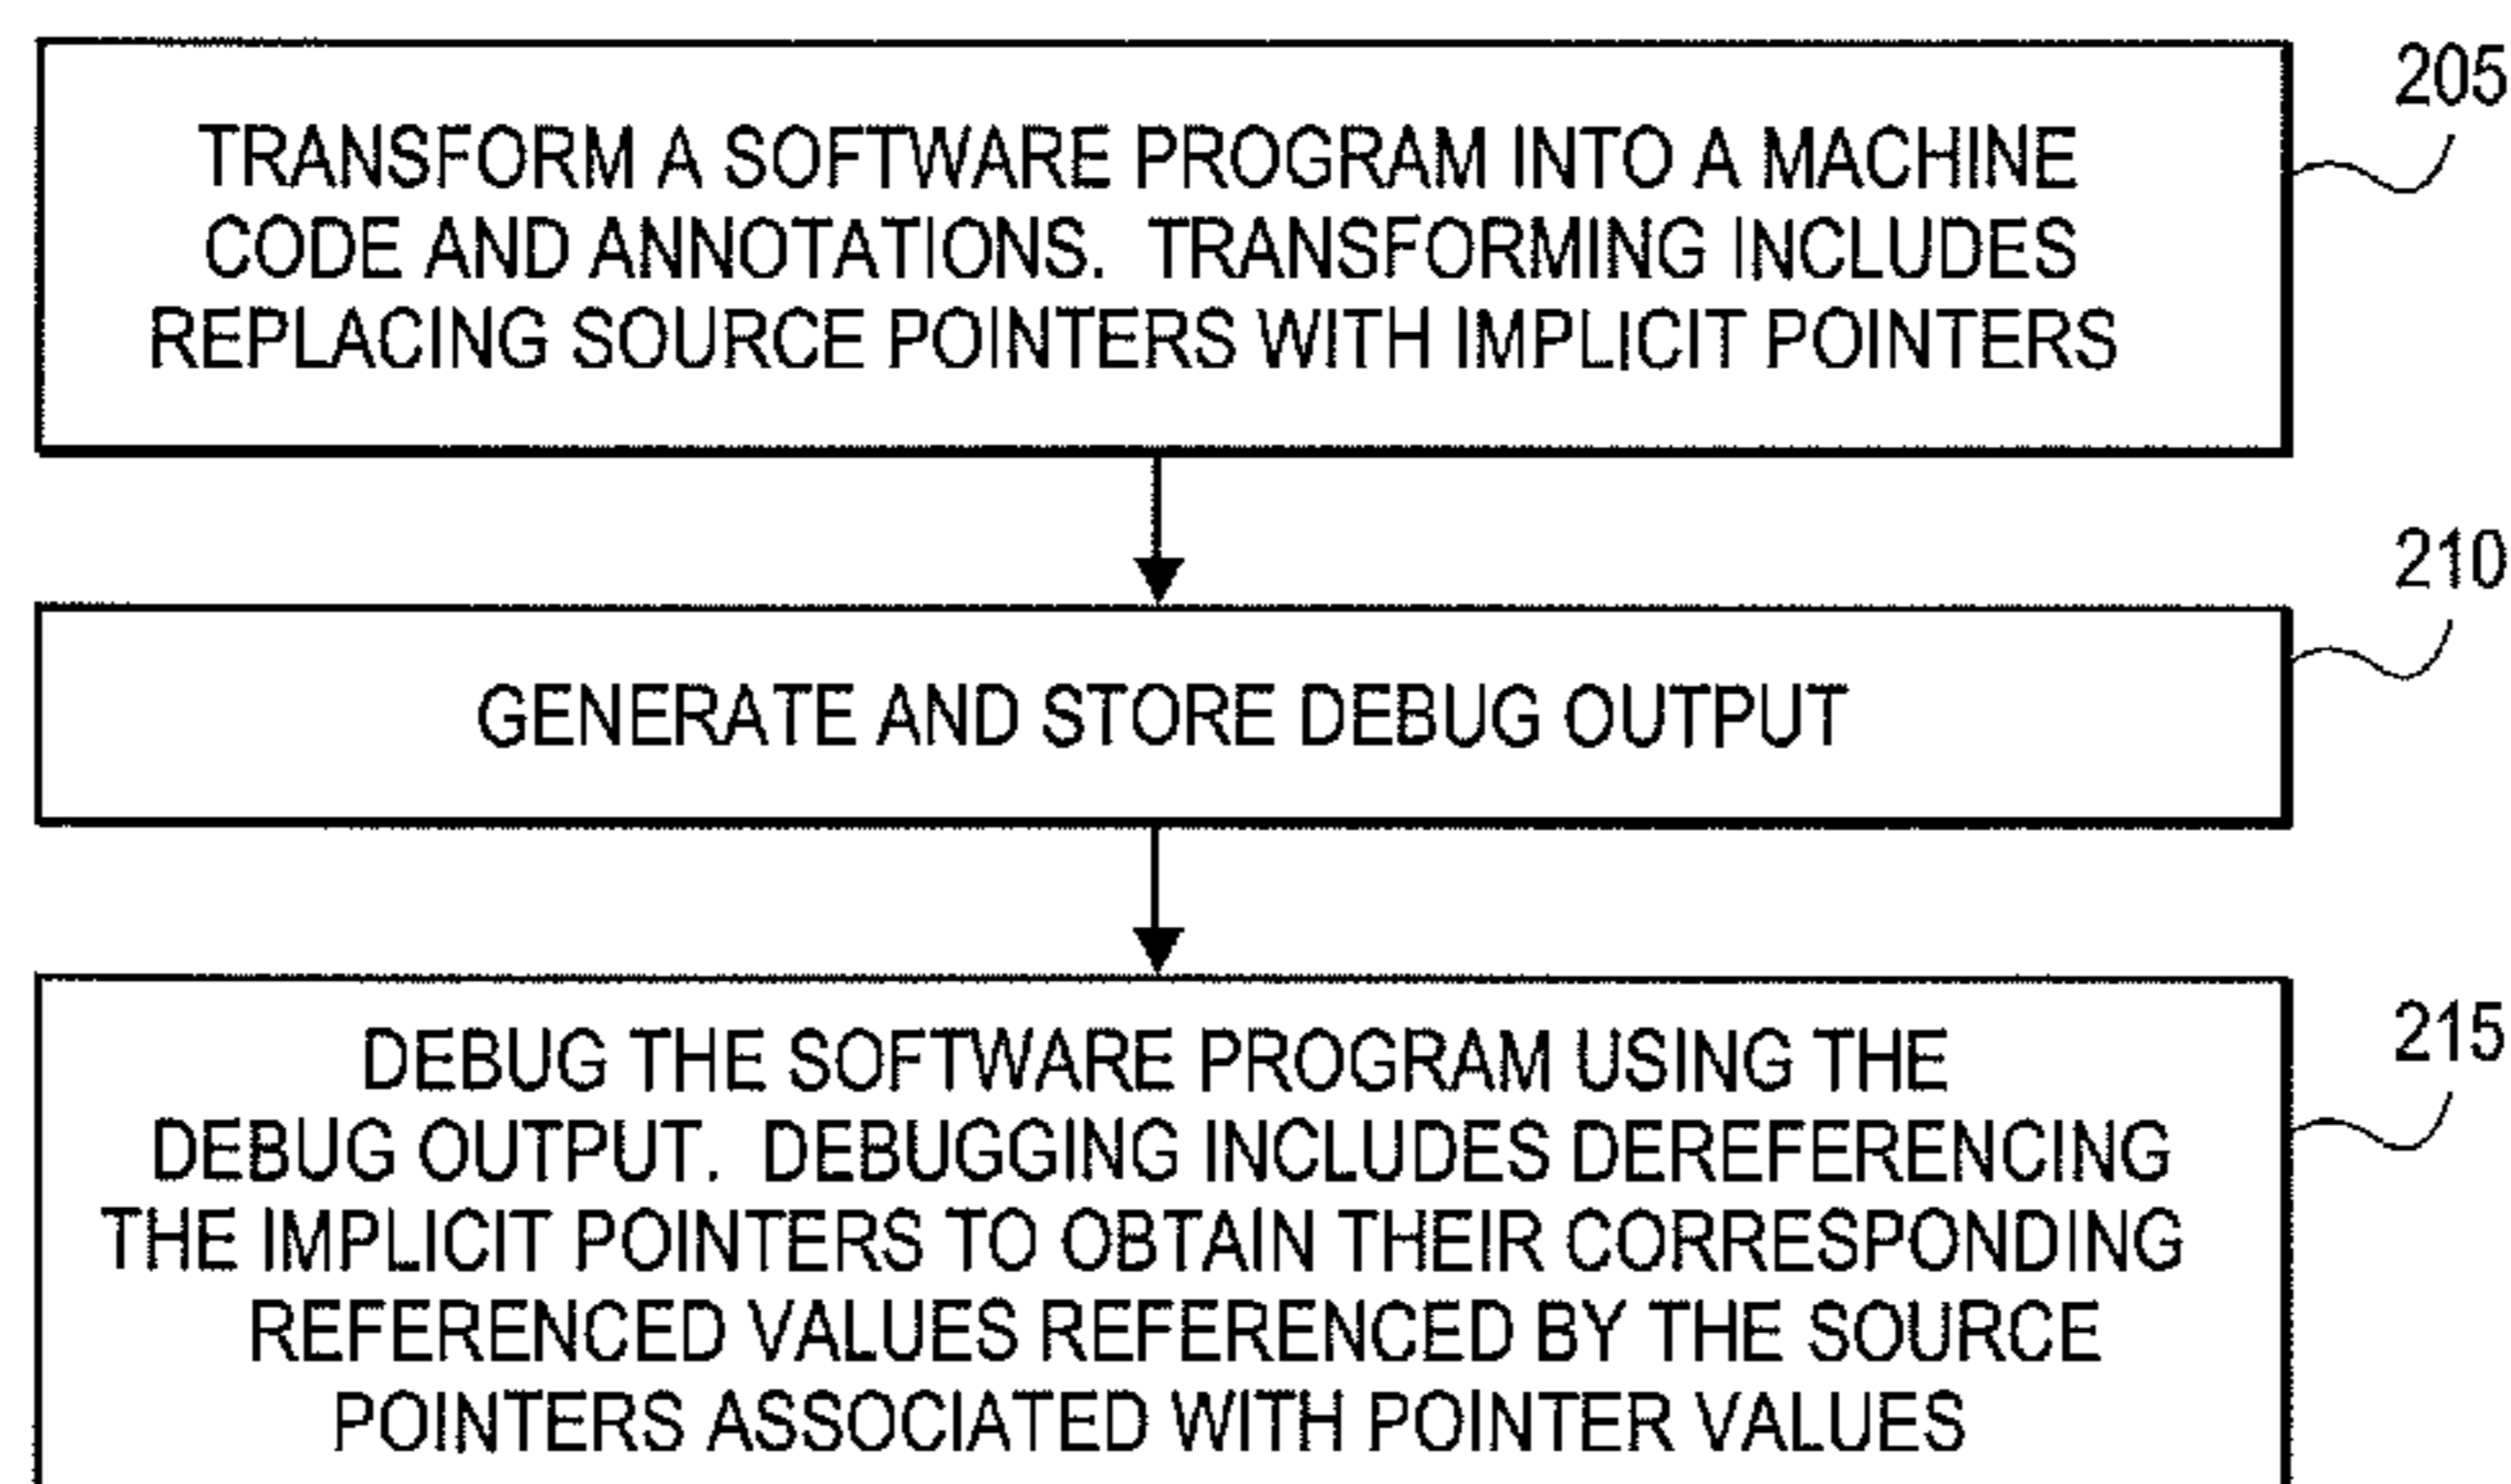 205
TRANSFORM A SOFTWARE PROGRAM INTO A MACHINE
CODE AND ANNOTATIONS. TRANSFORMING INCLUDES
REPLACING SOURCE POINTERS WITH IMPLICIT POINTERS
210
GENERATE AND STORE DEBUG OUTPUT
215
DEBUG THE SOFTWARE PROGRAM USING THE
DEBUG OUTPUT. DEBUGGING INCLUDES DEREFERENCING
THE IMPLICIT POINTERS TO OBTAIN THEIR CORRESPONDING
REFERENCED VALUES REFERENCED BY THE SOURCE
POINTERS ASSOCIATED WITH POINTER VALUES